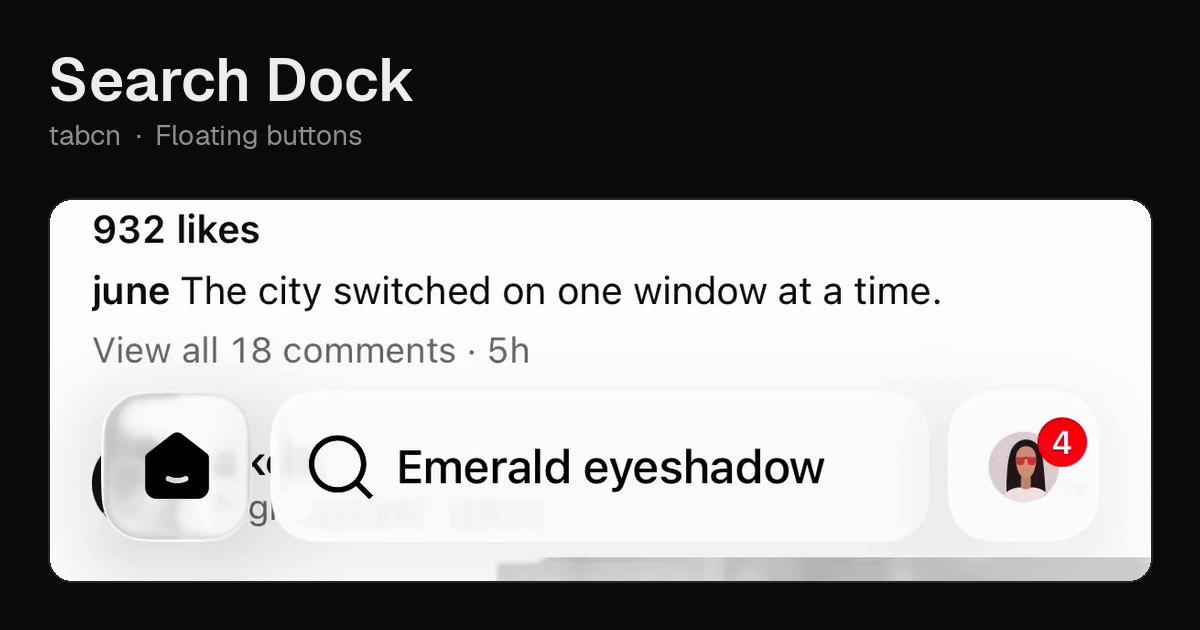 Search Dock
tabcn · Floating buttons
932 likes
june The city switched on one window at a time.
View all 18 comments · 5h
Emerald eyeshadow
4